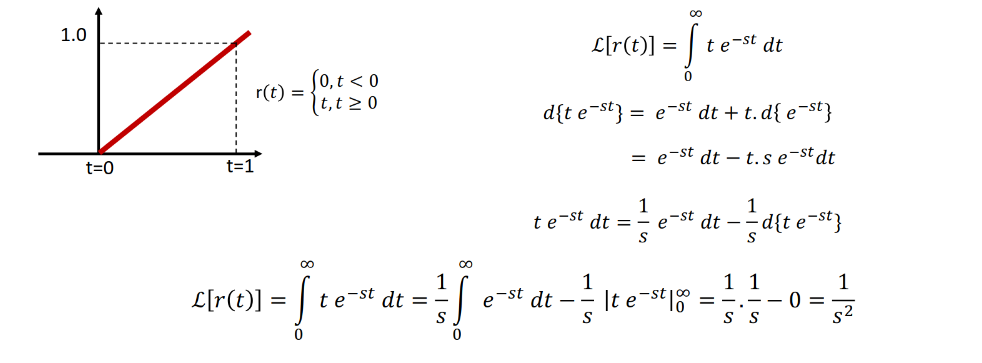 1.0
r(t) = {0, t < 0
t, t ≥ 0
t=0
t=1
ℒ[r(t)] = ∫₀^∞ t e^{−st} dt
d{t e^{−st}} = e^{−st} dt + t. d{ e^{−st}}
= e^{−st} dt − t. s e^{−st}dt
t e^{−st} dt = 1/s e^{−st} dt − 1/s d{t e^{−st}}
ℒ[r(t)] = ∫₀^∞ t e^{−st} dt = 1/s ∫₀^∞ e^{−st} dt − 1/s |t e^{−st}|₀^∞ = 1/s . 1/s − 0 = 1/s²